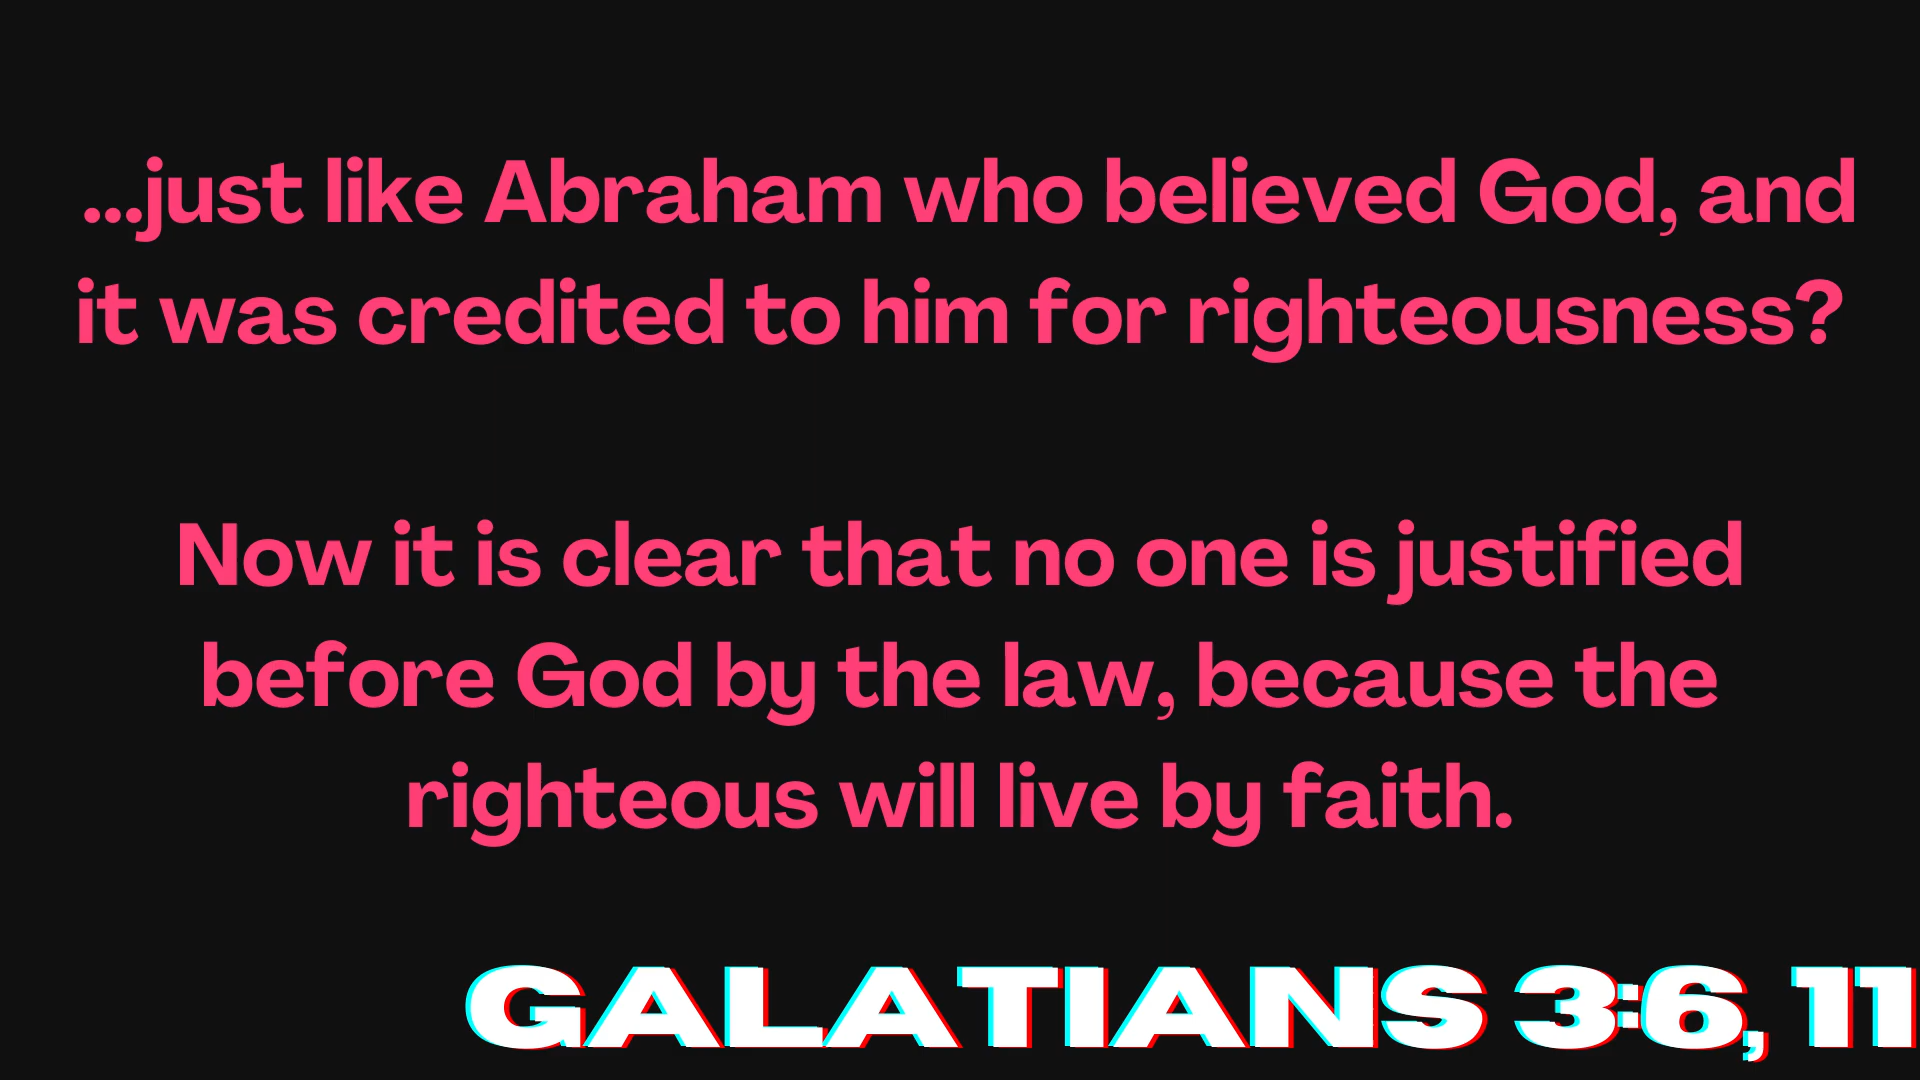 ...just like Abraham who believed God, and
it was credited to him for righteousness?
Now it is clear that no one is justified
before God by the law, because the
righteous will live by faith.
GALATIANS 3:6, 11